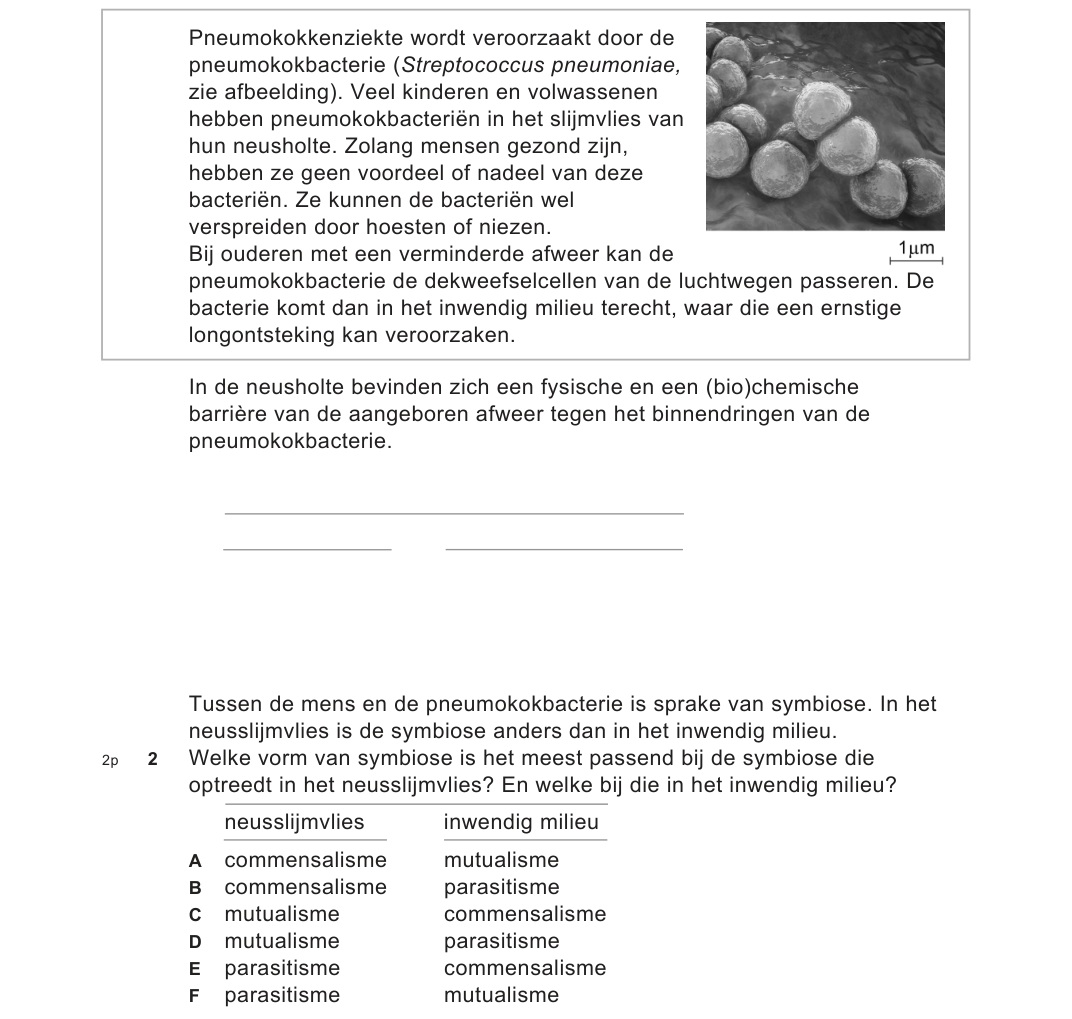 Pneumokokkenziekte wordt veroorzaakt door de
pneumokokbacterie (Streptococcus pneumoniae,
zie afbeelding). Veel kinderen en volwassenen
hebben pneumokokbacteriën in het slijmvlies van
hun neusholte. Zolang mensen gezond zijn,
hebben ze geen voordeel of nadeel van deze
bacteriën. Ze kunnen de bacteriën wel
verspreiden door hoesten of niezen.
Bij ouderen met een verminderde afweer kan de
pneumokokbacterie de dekweefselcellen van de luchtwegen passeren. De
bacterie komt dan in het inwendig milieu terecht, waar die een ernstige
longontsteking kan veroorzaken.
1μm
In de neusholte bevinden zich een fysische en een (bio)chemische
barrière van de aangeboren afweer tegen het binnendringen van de
pneumokokbacterie.
Tussen de mens en de pneumokokbacterie is sprake van symbiose. In het
neusslijmvlies is de symbiose anders dan in het inwendig milieu.
2p 2 Welke vorm van symbiose is het meest passend bij de symbiose die
optreedt in het neusslijmvlies? En welke bij die in het inwendig milieu?
neusslijmvlies inwendig milieu
A commensalisme mutualisme
B commensalisme parasitisme
C mutualisme commensalisme
D mutualisme parasitisme
E parasitisme commensalisme
F parasitisme mutualisme